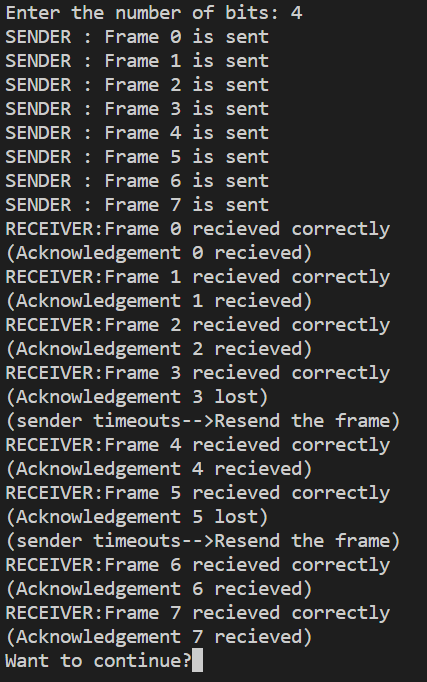 Enter the number of bits: 4
SENDER : Frame 0 is sent
SENDER : Frame 1 is sent
SENDER : Frame 2 is sent
SENDER : Frame 3 is sent
SENDER : Frame 4 is sent
SENDER : Frame 5 is sent
SENDER : Frame 6 is sent
SENDER : Frame 7 is sent
RECEIVER:Frame 0 recieved correctly
(Acknowledgement 0 recieved)
RECEIVER:Frame 1 recieved correctly
(Acknowledgement 1 recieved)
RECEIVER:Frame 2 recieved correctly
(Acknowledgement 2 recieved)
RECEIVER:Frame 3 recieved correctly
(Acknowledgement 3 lost)
(sender timeouts-->Resend the frame)
RECEIVER:Frame 4 recieved correctly
(Acknowledgement 4 recieved)
RECEIVER:Frame 5 recieved correctly
(Acknowledgement 5 lost)
(sender timeouts-->Resend the frame)
RECEIVER:Frame 6 recieved correctly
(Acknowledgement 6 recieved)
RECEIVER:Frame 7 recieved correctly
(Acknowledgement 7 recieved)
Want to continue?